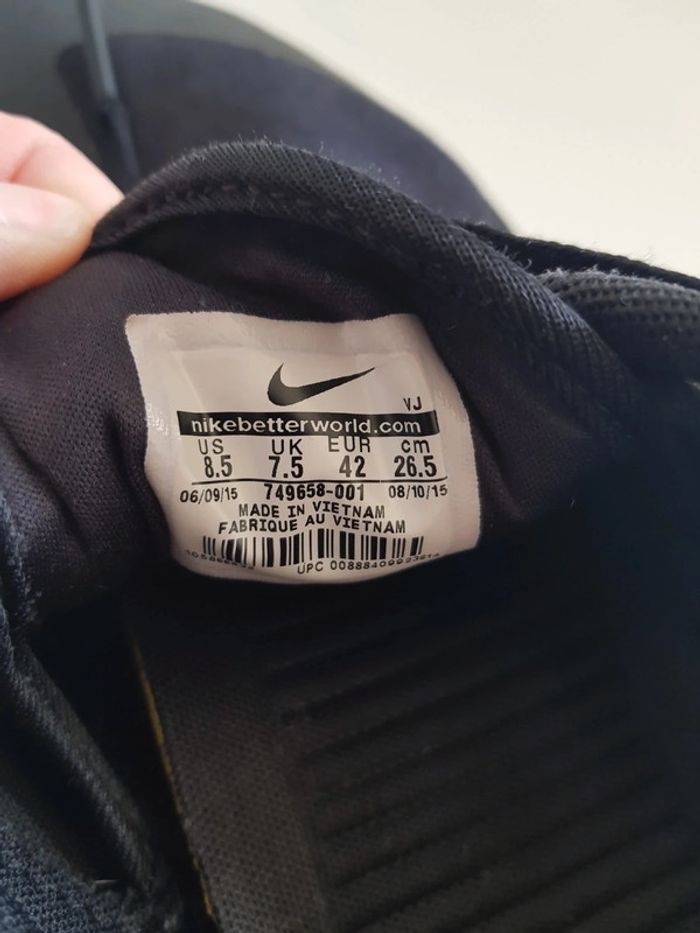 VJ
nikebetterworld.com
US UK EUR cm
8.5 7.5 42 26.5
06/09/15 749658-001 08/10/15
MADE IN VIETNAM
FABRIQUE AU VIETNAM
UPC